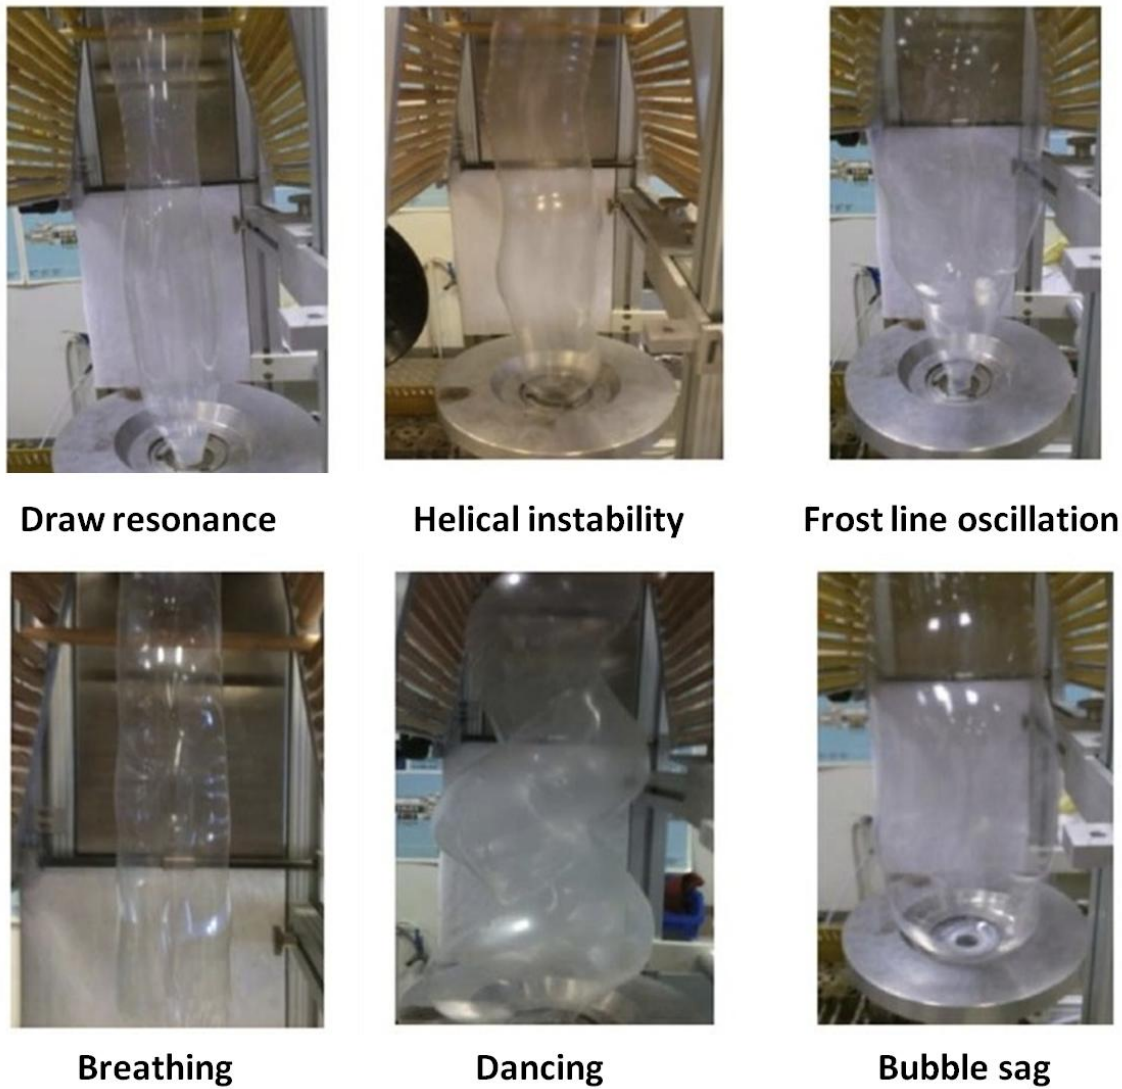 Draw resonance
Helical instability
Frost line oscillation
Breathing
Dancing
Bubble sag